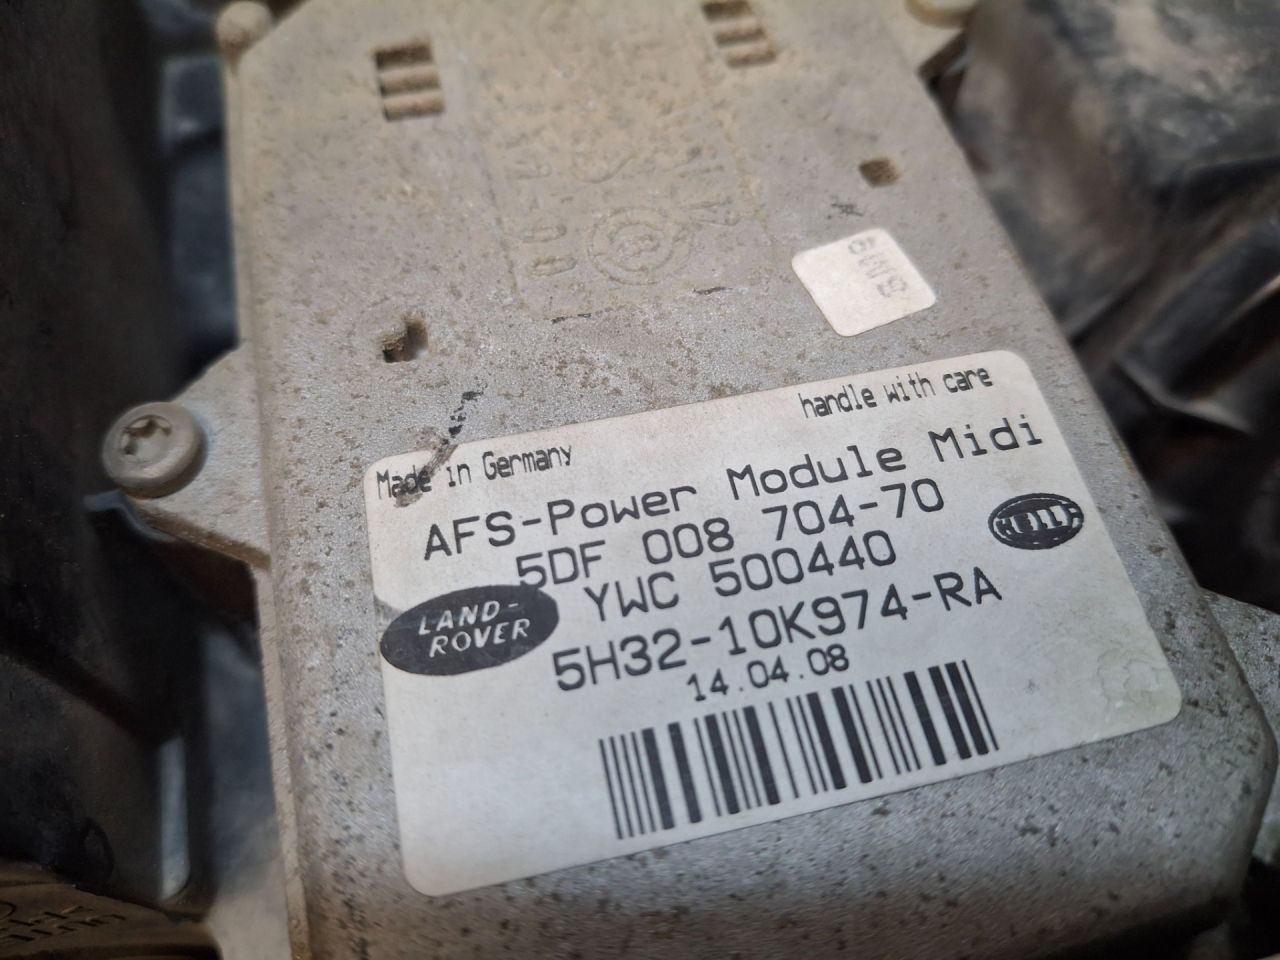 handle with care
Made in Germany
AFS-Power Module Midi
5DF 008 704-70
HELLA
YWC 500440
LAND-
ROVER
5H32-10K974-RA
14.04.08